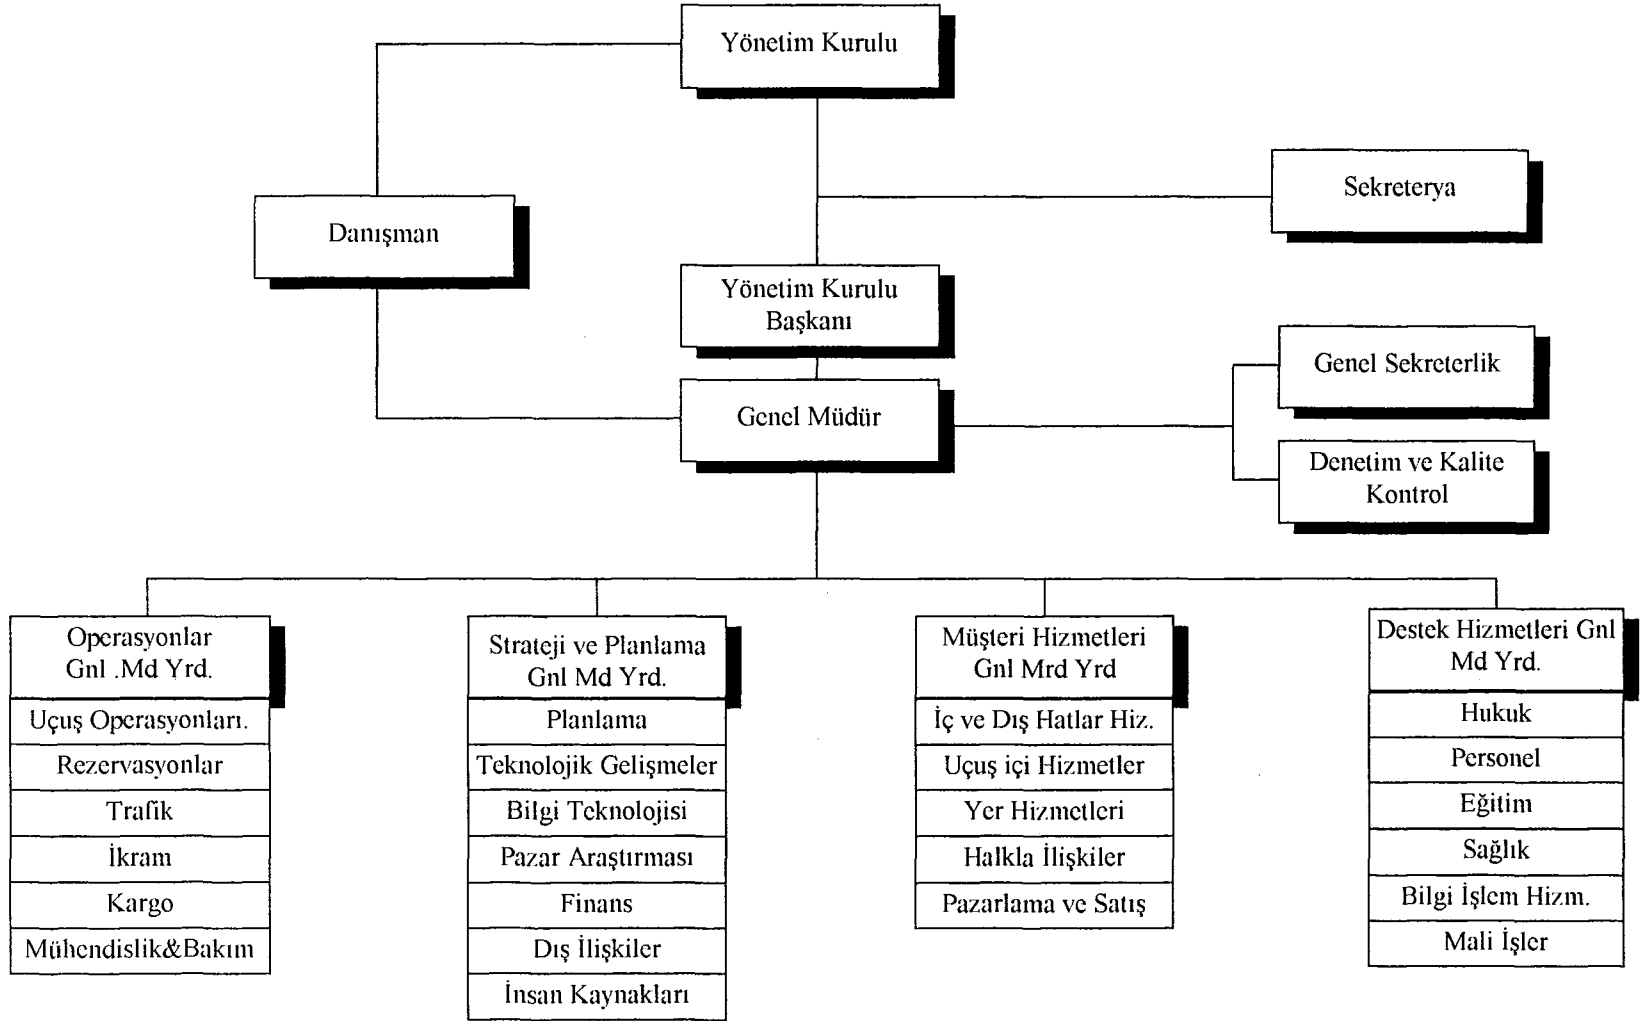 Yönetim Kurulu
Sekreterya
Danışman
Yönetim Kurulu
Başkanı
Genel Sekreterlik
Genel Müdür
Denetim ve Kalite
Kontrol
Operasyonlar
Gnl .Md Yrd.
Uçuş Operasyonları.
Rezervasyonlar
Trafik
İkram
Kargo
Mühendislik&Bakım
Strateji ve Planlama
Gnl Md Yrd.
Planlama
Teknolojik Gelişmeler
Bilgi Teknolojisi
Pazar Araştırması
Finans
Dış İlişkiler
İnsan Kaynakları
Müşteri Hizmetleri
Gnl Mrd Yrd
İç ve Dış Hatlar Hiz.
Uçuş içi Hizmetler
Yer Hizmetleri
Halkla İlişkiler
Pazarlama ve Satış
Destek Hizmetleri Gnl
Md Yrd.
Hukuk
Personel
Eğitim
Sağlık
Bilgi İşlem Hizm.
Mali İşler